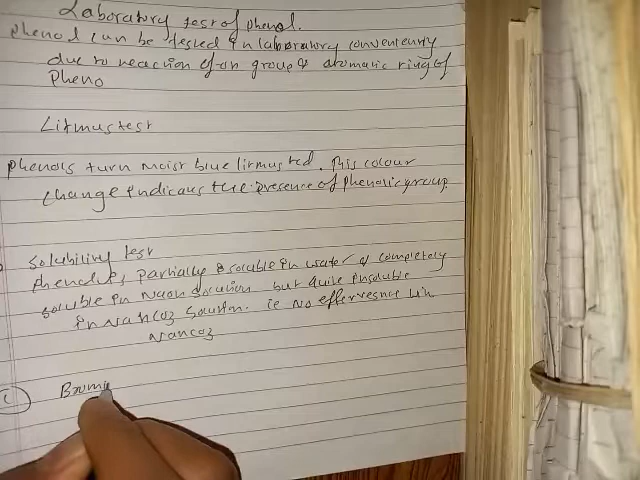 Laboratory test of phenol.
phenol can be tested in laboratory conveniently
due to reaction of on group & atomatic ring of
pheno
Litmus test
phenols turn moist blue litmus red. This colour
change indicates the presence of phenolic group.
Solubility test
phenol is partially soluble in water & completely
soluble in NaOH solution but quite insoluble
in NaHCO3 solution. ie no effervesence
NaHCO3
Bromi